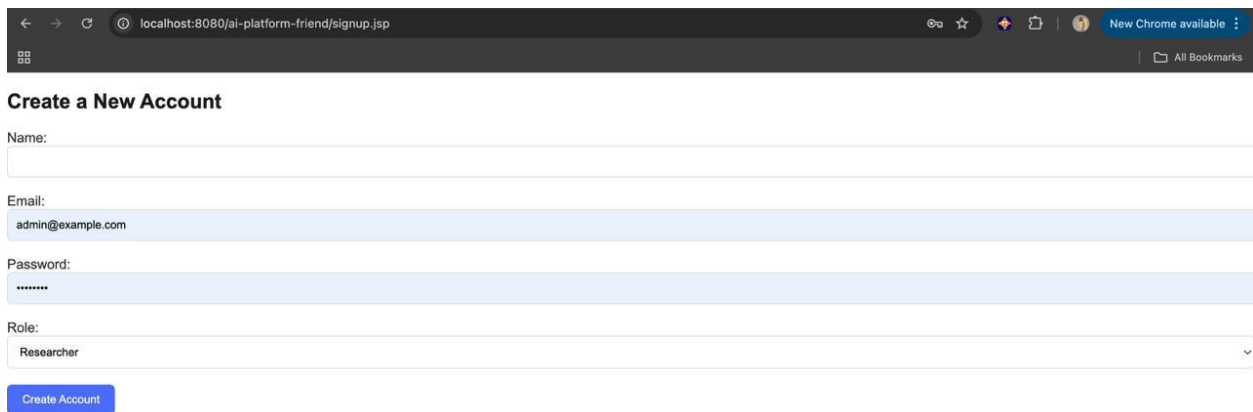 localhost:8080/ai-platform-friend/signup.jsp
New Chrome available
All Bookmarks
Create a New Account
Name:
Email:
admin@example.com
Password:
••••••••
Role:
Researcher
Create Account